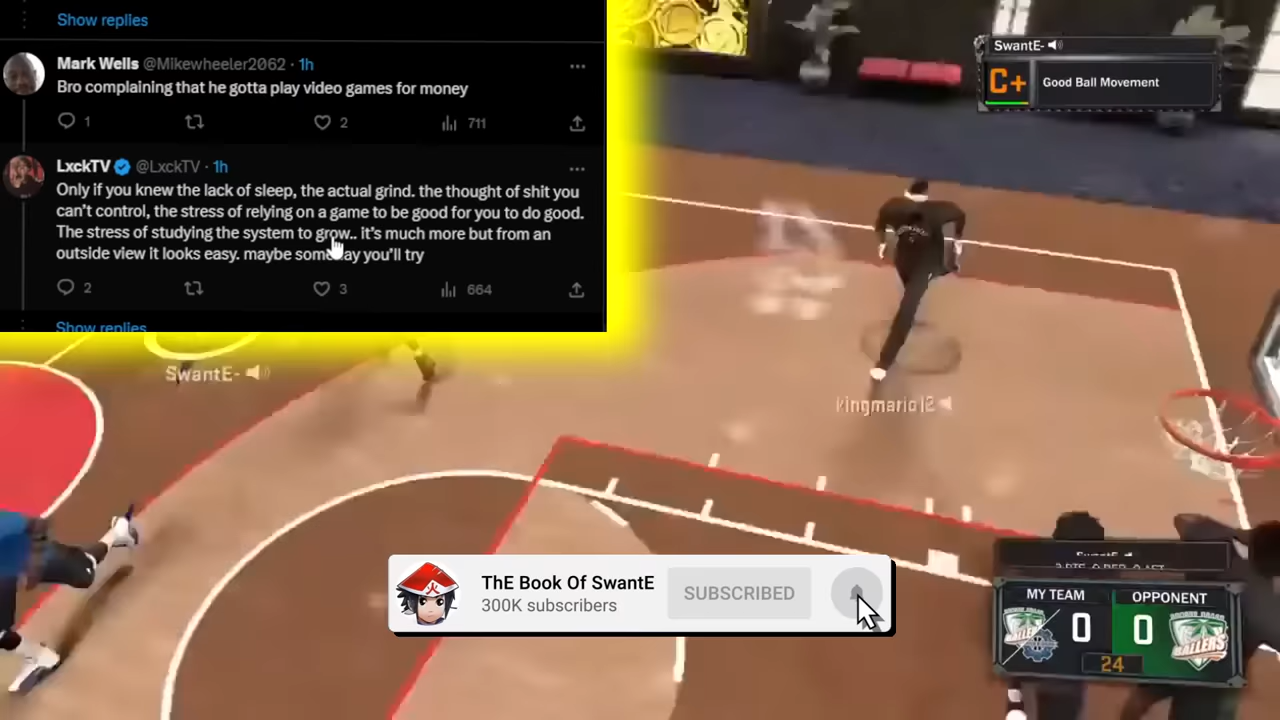 Show replies
Mark Wells @Mikewheeler2062 · 1h
Bro complaining that he gotta play video games for money
1 2 711
LxckTV @LxckTV · 1h
Only if you knew the lack of sleep, the actual grind. the thought of shit you
can't control, the stress of relying on a game to be good for you to do good.
The stress of studying the system to grow.. it's much more but from an
outside view it looks easy. maybe someday you'll try
2 3 664
Show replies
SwantE-
C+ Good Ball Movement
SwantE-
kingmario12
ThE Book Of SwantE
300K subscribers
SUBSCRIBED
SwantE-
MY TEAM OPPONENT
0 0
24
BALLERS